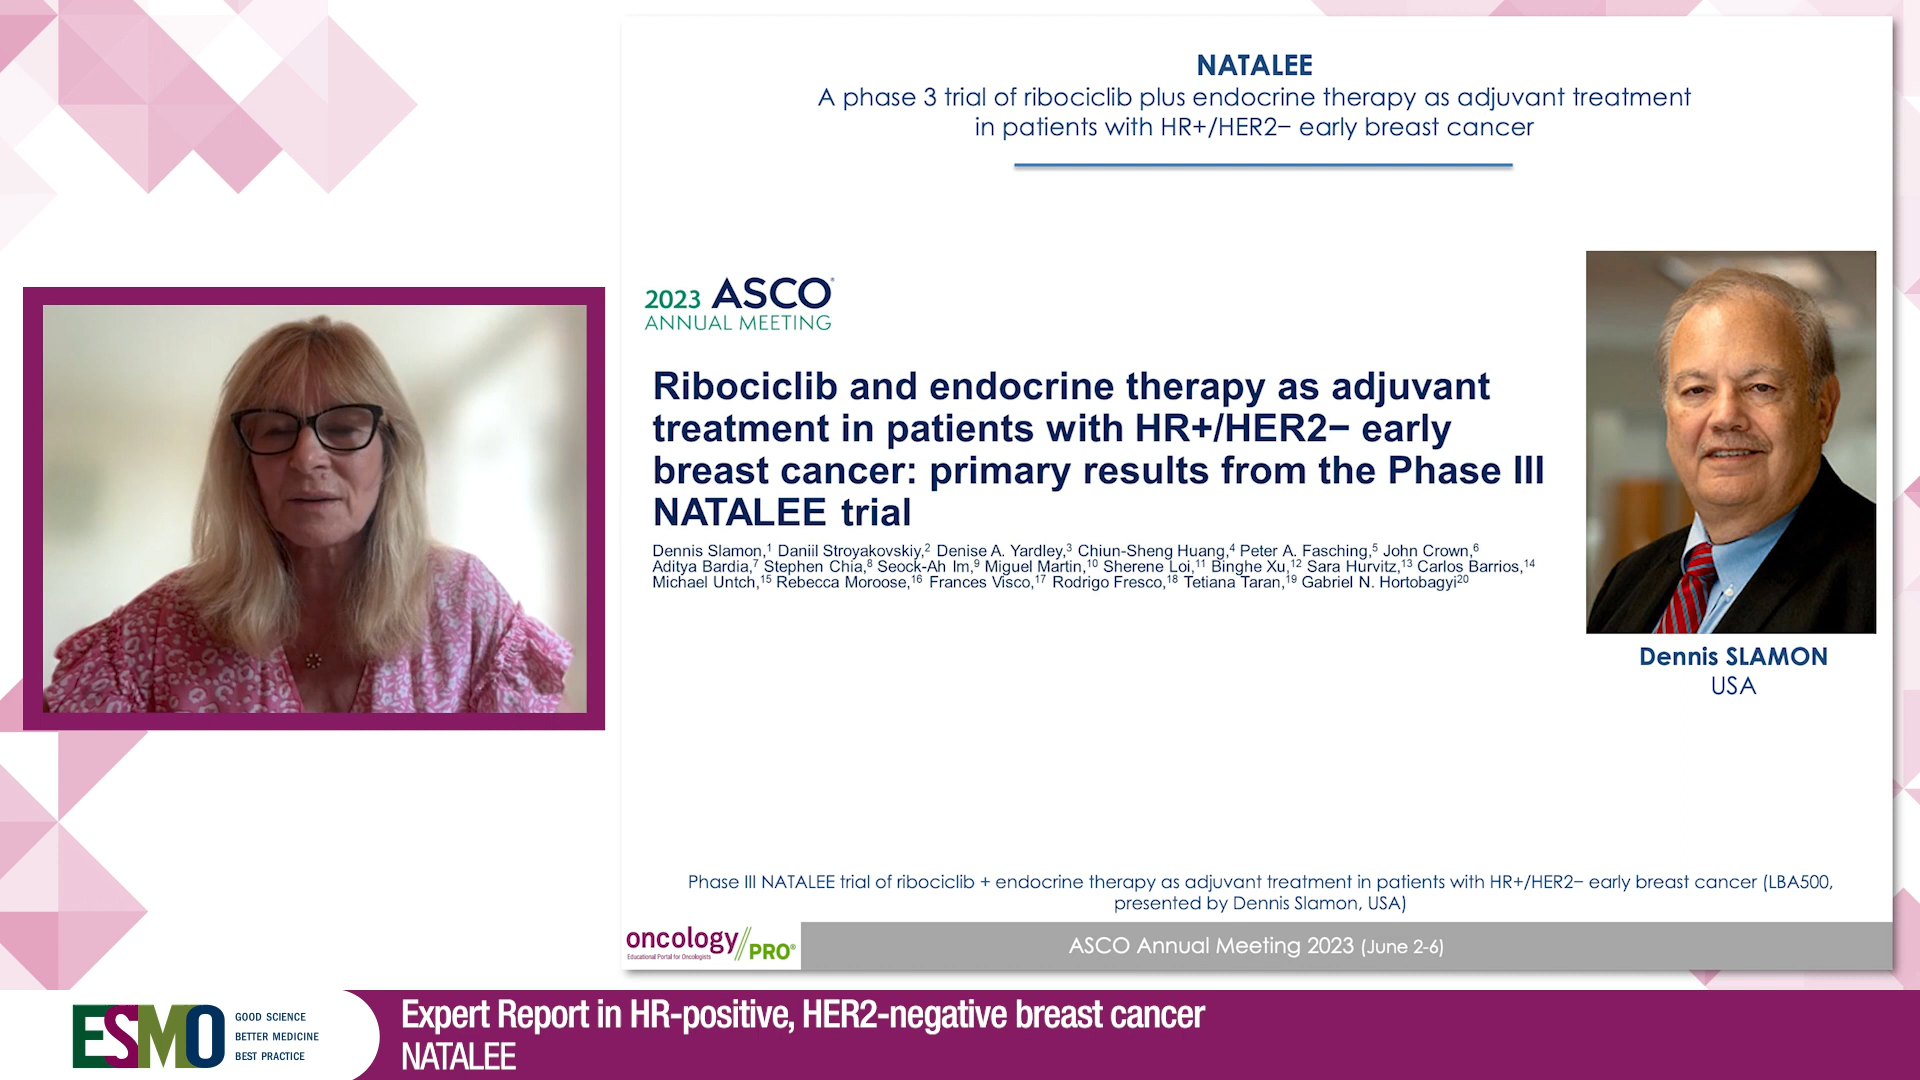 NATALEE
A phase 3 trial of ribociclib plus endocrine therapy as adjuvant treatment
in patients with HR+/HER2− early breast cancer
2023 ASCO®
ANNUAL MEETING
Ribociclib and endocrine therapy as adjuvant
treatment in patients with HR+/HER2− early
breast cancer: primary results from the Phase III
NATALEE trial
Dennis Slamon,¹ Daniil Stroyakovskiy,² Denise A. Yardley,³ Chiun-Sheng Huang,⁴ Peter A. Fasching,⁵ John Crown,⁶
Aditya Bardia,⁷ Stephen Chia,⁸ Seock-Ah Im,⁹ Miguel Martin,¹⁰ Sherene Loi,¹¹ Binghe Xu,¹² Sara Hurvitz,¹³ Carlos Barrios,¹⁴
Michael Untch,¹⁵ Rebecca Moroose,¹⁶ Frances Visco,¹⁷ Rodrigo Fresco,¹⁸ Tetiana Taran,¹⁹ Gabriel N. Hortobagyi²⁰
Dennis SLAMON
USA
Phase III NATALEE trial of ribociclib + endocrine therapy as adjuvant treatment in patients with HR+/HER2− early breast cancer (LBA500,
presented by Dennis Slamon, USA)
oncology//PRO®
Educational Portal for Oncologists
ASCO Annual Meeting 2023 (June 2-6)
ESMO
GOOD SCIENCE
BETTER MEDICINE
BEST PRACTICE
Expert Report in HR-positive, HER2-negative breast cancer
NATALEE